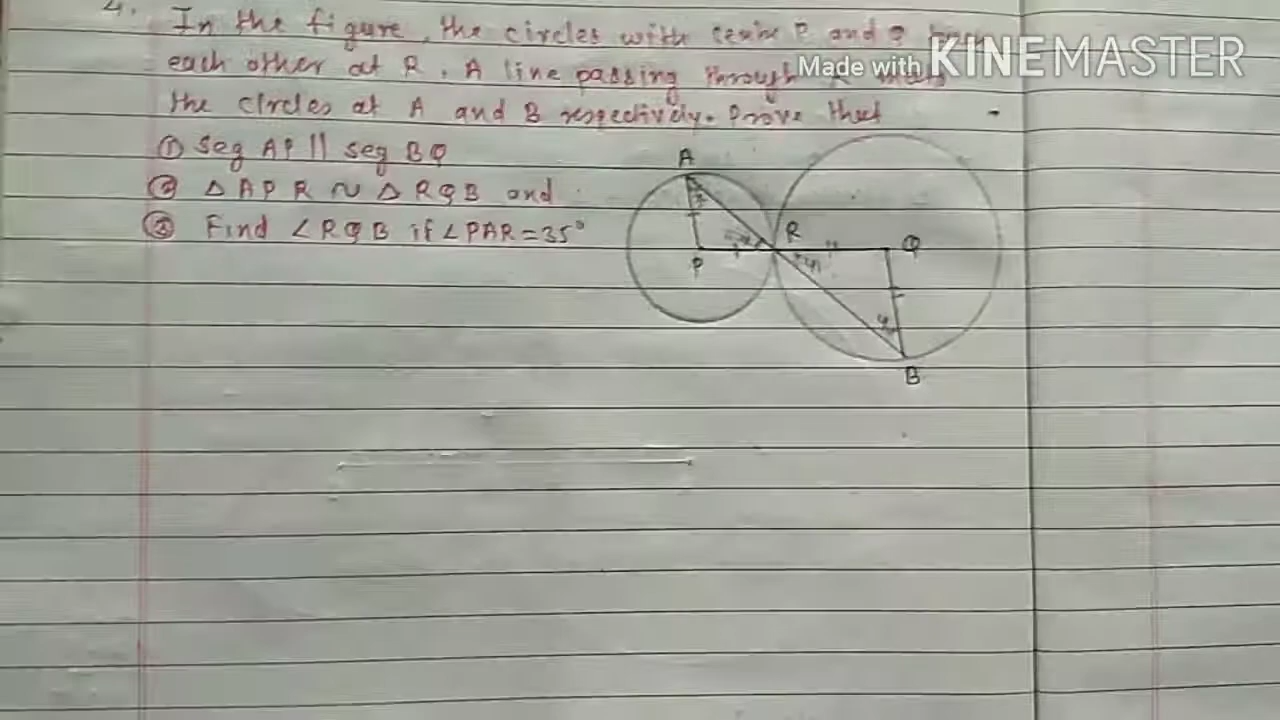 4. In the figure, the circles with P and
each other at R. A line passing through
the circles at A and B respectively. Prove that
① seg AP || seg BQ
② △ APR ~ △ RQB and
③ Find ∠RQB if ∠PAR = 35°
Made with KINEMASTER
A
x
R
x
P
y
Q
y
B